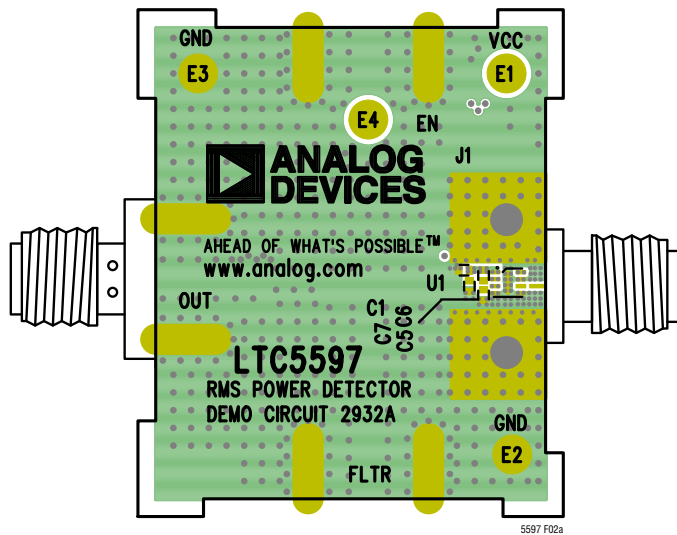 GND
VCC
E3
E1
E4
EN
J1
ANALOG
DEVICES
AHEAD OF WHAT'S POSSIBLE™
www.analog.com
U1
OUT
C1
C7
C5C6
LTC5597
RMS POWER DETECTOR
DEMO CIRCUIT 2932A
GND
E2
FLTR
5597 F02a